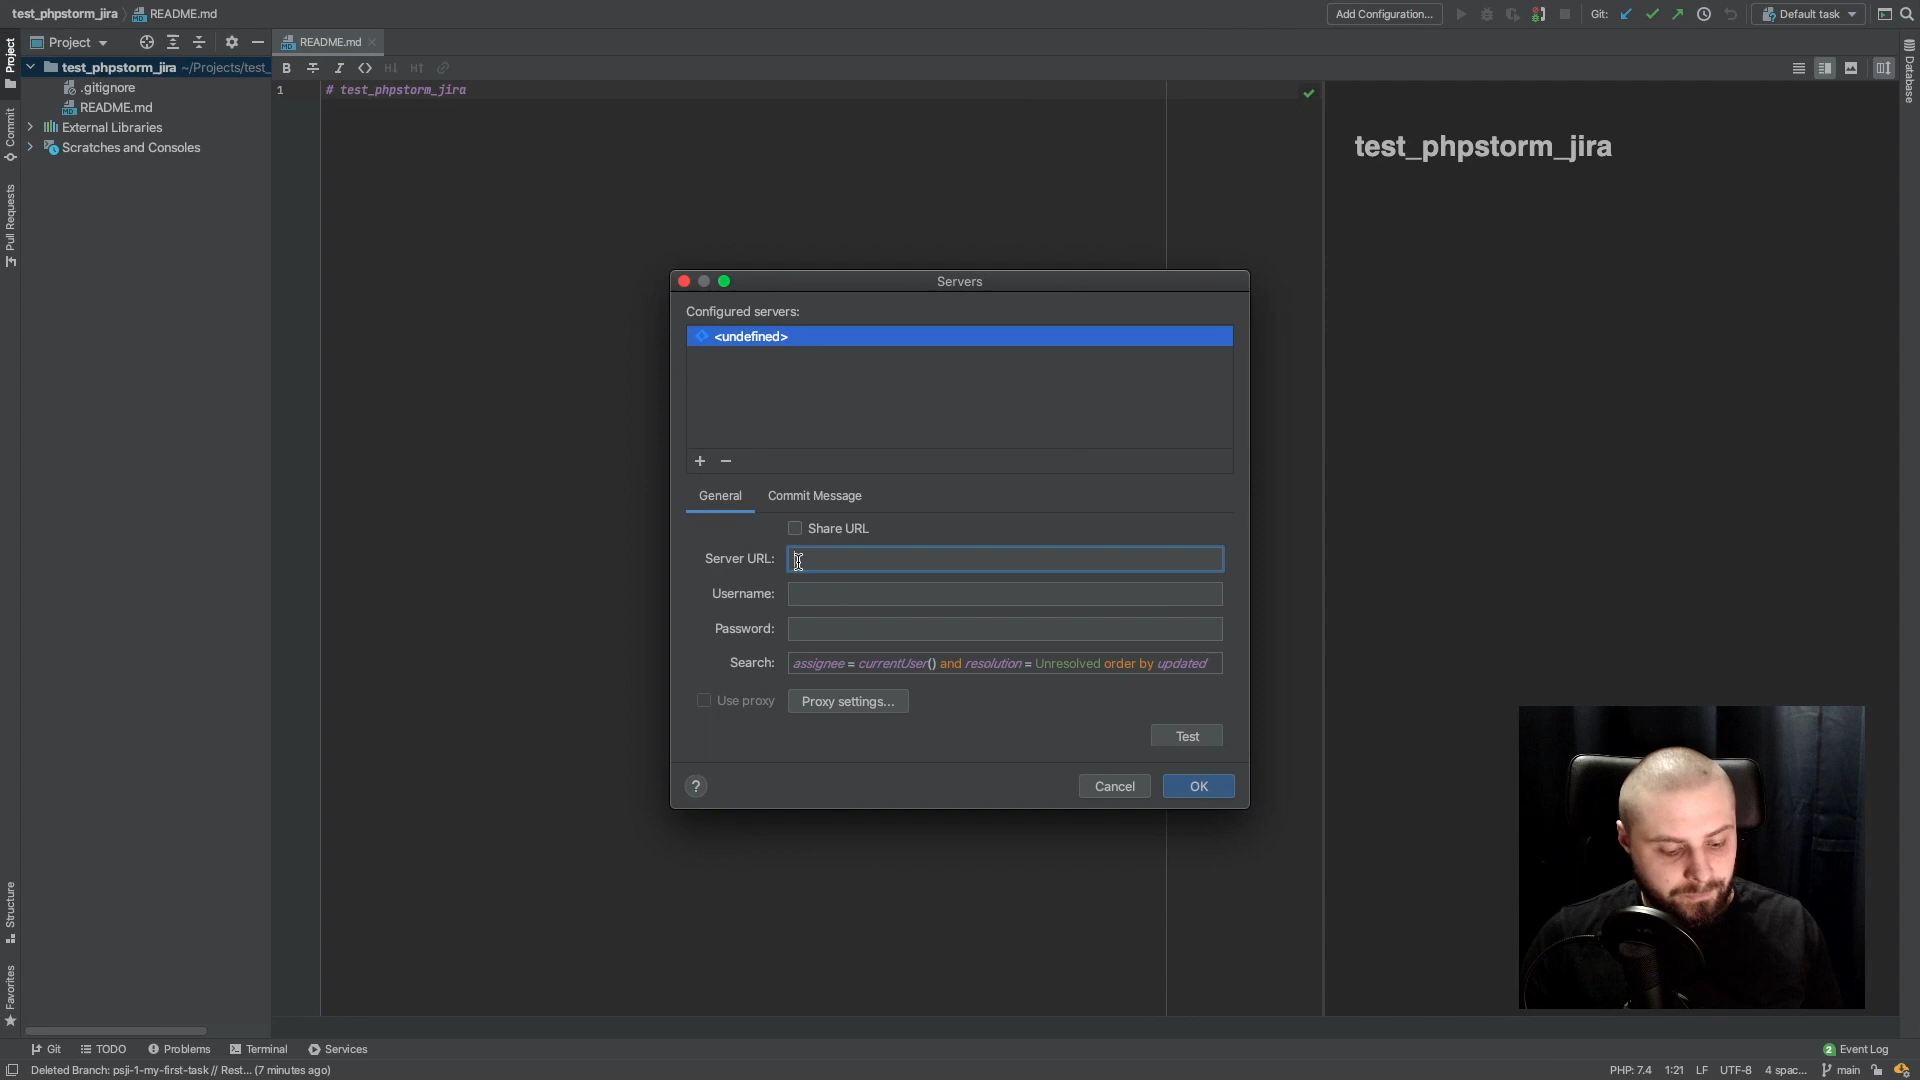 test_phpstorm_jira
README.md
Add Configuration...
Git:
Default task
Project
README.md
test_phpstorm_jira ~/Projects/test_
.gitignore
README.md
External Libraries
Scratches and Consoles
Project
Commit
Pull Requests
Structure
Favorites
Database
1
# test_phpstorm_jira
test_phpstorm_jira
Servers
Configured servers:
<undefined>
General
Commit Message
Share URL
Server URL:
Username:
Password:
Search:
assignee = currentUser() and resolution = Unresolved order by updated
Use proxy
Proxy settings...
Test
?
Cancel
OK
Git
TODO
Problems
Terminal
Services
2
Event Log
Deleted Branch: psji-1-my-first-task // Rest... (7 minutes ago)
PHP: 7.4
1:21
LF
UTF-8
4 spac...
main